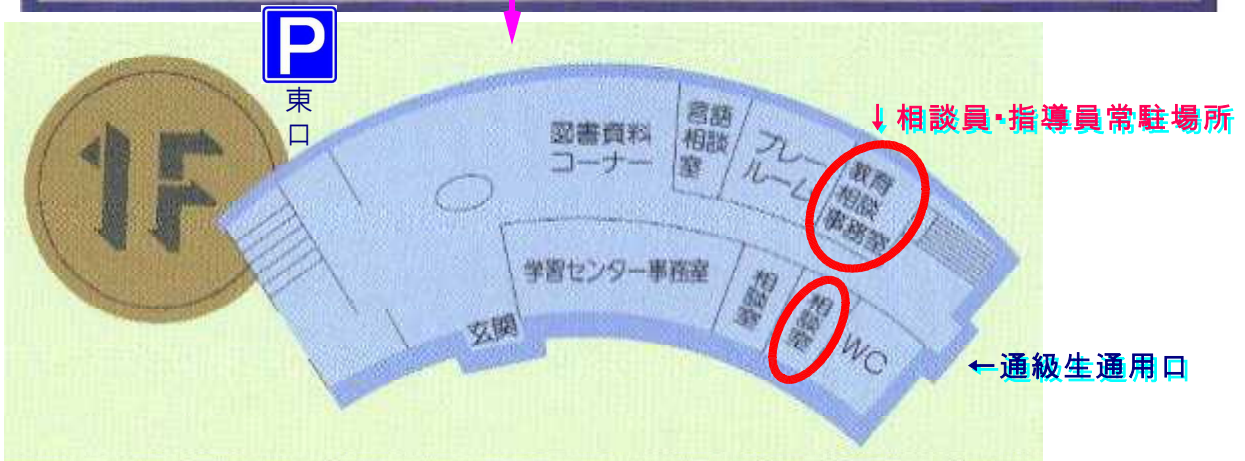 P
東
口
1F
図書資料
コーナー
言語
相談
室
プレー
ルーム
教育
相談
事務室
↓相談員・指導員常駐場所
学習センター事務室
相
談
室
相
談
室
WC
玄関
←通級生通用口